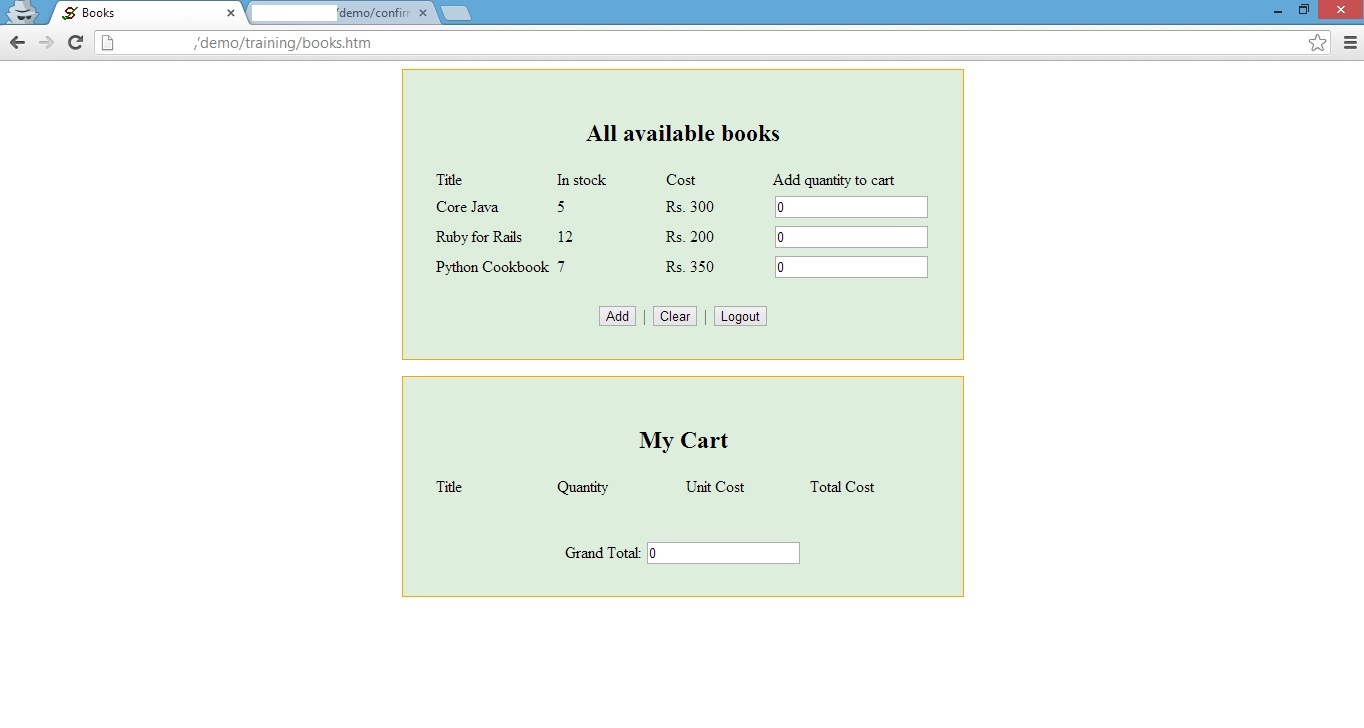 Books
/demo/confirm
/demo/training/books.htm
All available books
Title In stock Cost Add quantity to cart
Core Java 5 Rs. 300 0
Ruby for Rails 12 Rs. 200 0
Python Cookbook 7 Rs. 350 0
Add | Clear | Logout
My Cart
Title Quantity Unit Cost Total Cost
Grand Total: 0